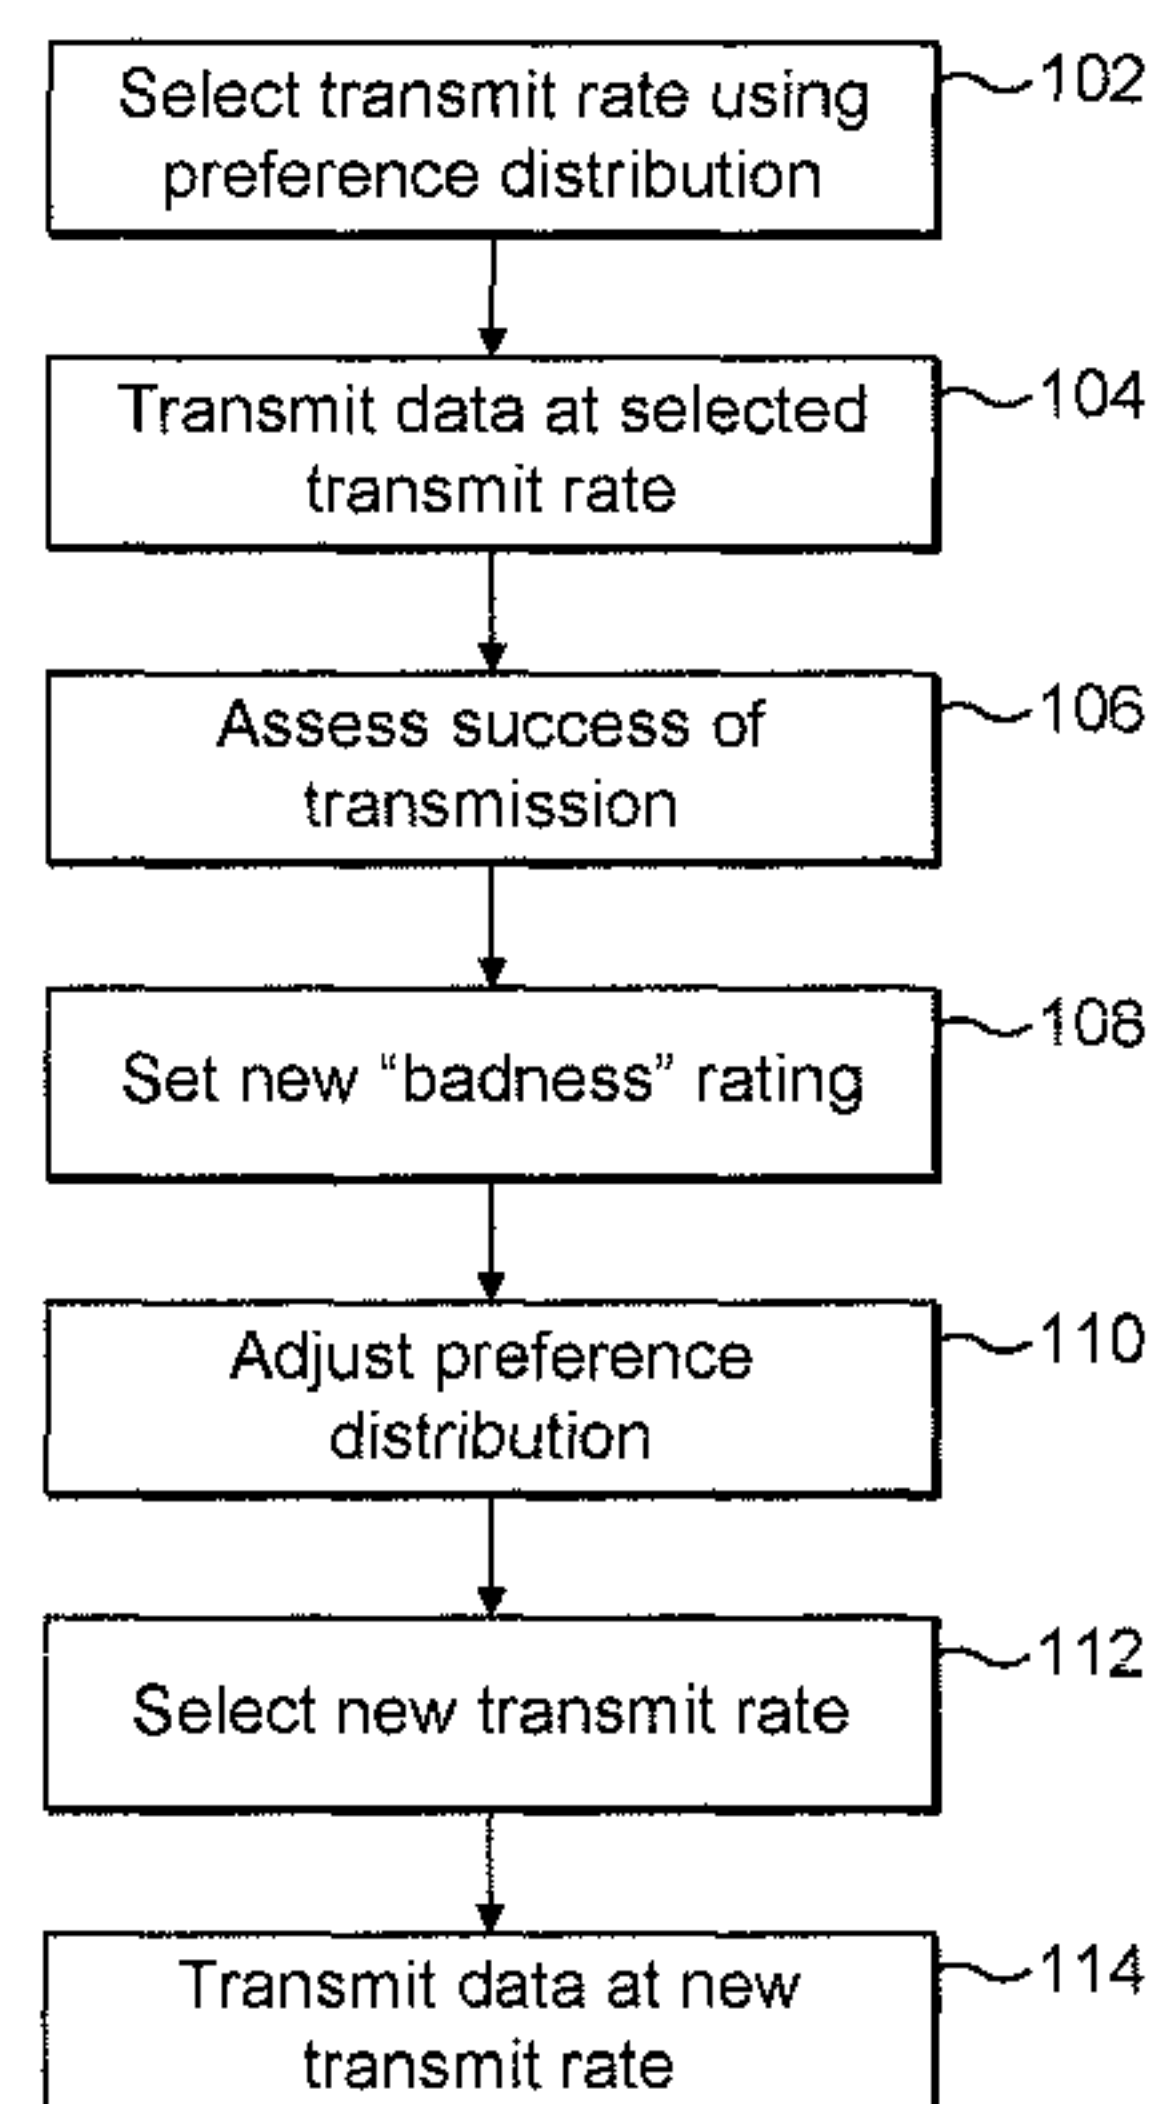 Select transmit rate using
preference distribution
102
Transmit data at selected
transmit rate
104
Assess success of
transmission
106
Set new “badness” rating
108
Adjust preference
distribution
110
Select new transmit rate
112
Transmit data at new
transmit rate
114